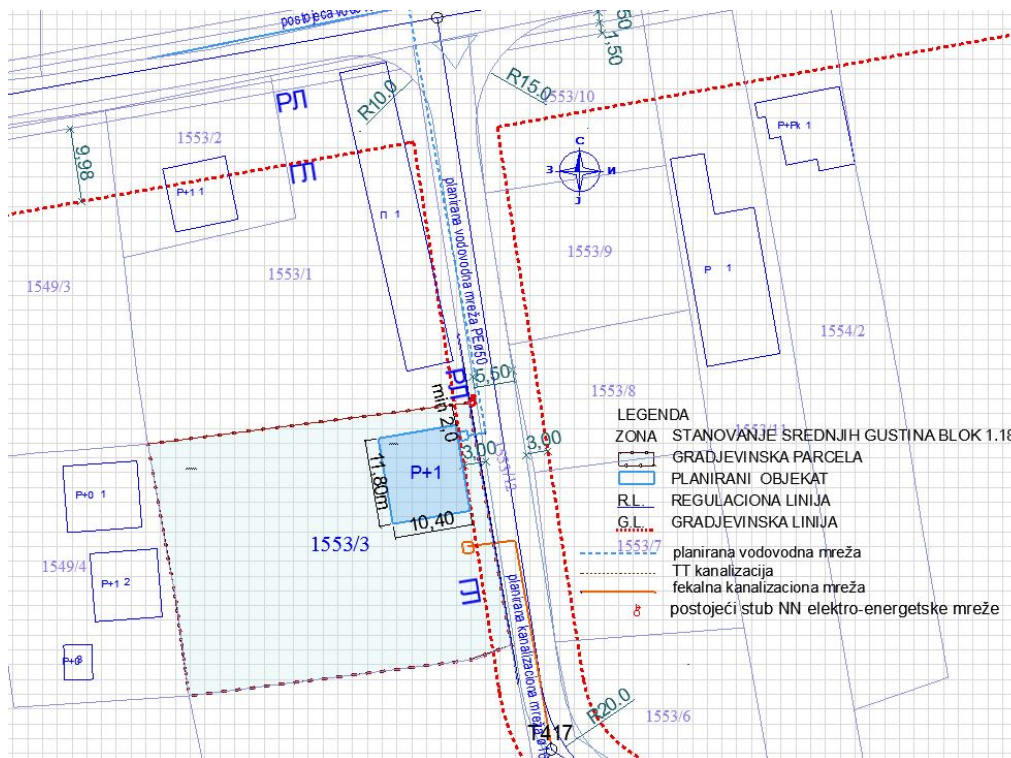 R10.0
R15.0
1,50
1553/10
РЛ
1553/2
P+Pk 1
9,98
ГЛ
P+1 1
С
З
И
Ј
П 1
planirana vodovodna mreža PEø50
1553/9
1553/1
P 1
1549/3
1554/2
РЛ
5,50
1553/8
min 2,0
LEGENDA
ZONA STANOVANJE SREDNJIH GUSTINA BLOK 1.18
1553/11
GRADJEVINSKA PARCELA
3,00
3,00
P+1
11,80m
PLANIRANI OBJEKAT
1553/12
P+0 1
R.L. REGULACIONA LINIJA
10,40
G.L. GRADJEVINSKA LINIJA
1553/3
1553/7
planirana vodovodna mreža
1549/4
TT kanalizacija
P+1 2
fekalna kanalizaciona mreža
ГЛ
postojeći stub NN elektro-energetske mreže
planirana kanalizaciona mreža
R20.0
1553/6
T417